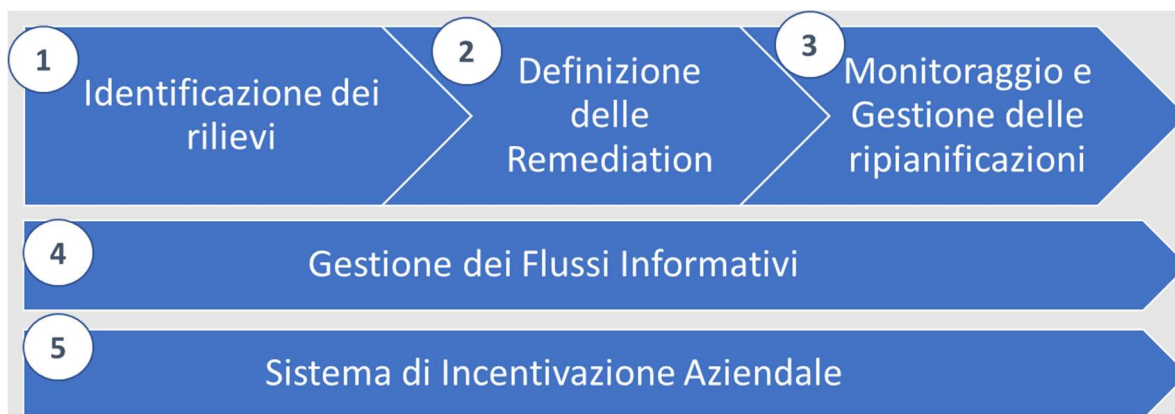 1
Identificazione dei
rilievi
2
Definizione
delle
Remediation
3
Monitoraggio e
Gestione delle
ripianificazioni
4
Gestione dei Flussi Informativi
5
Sistema di Incentivazione Aziendale